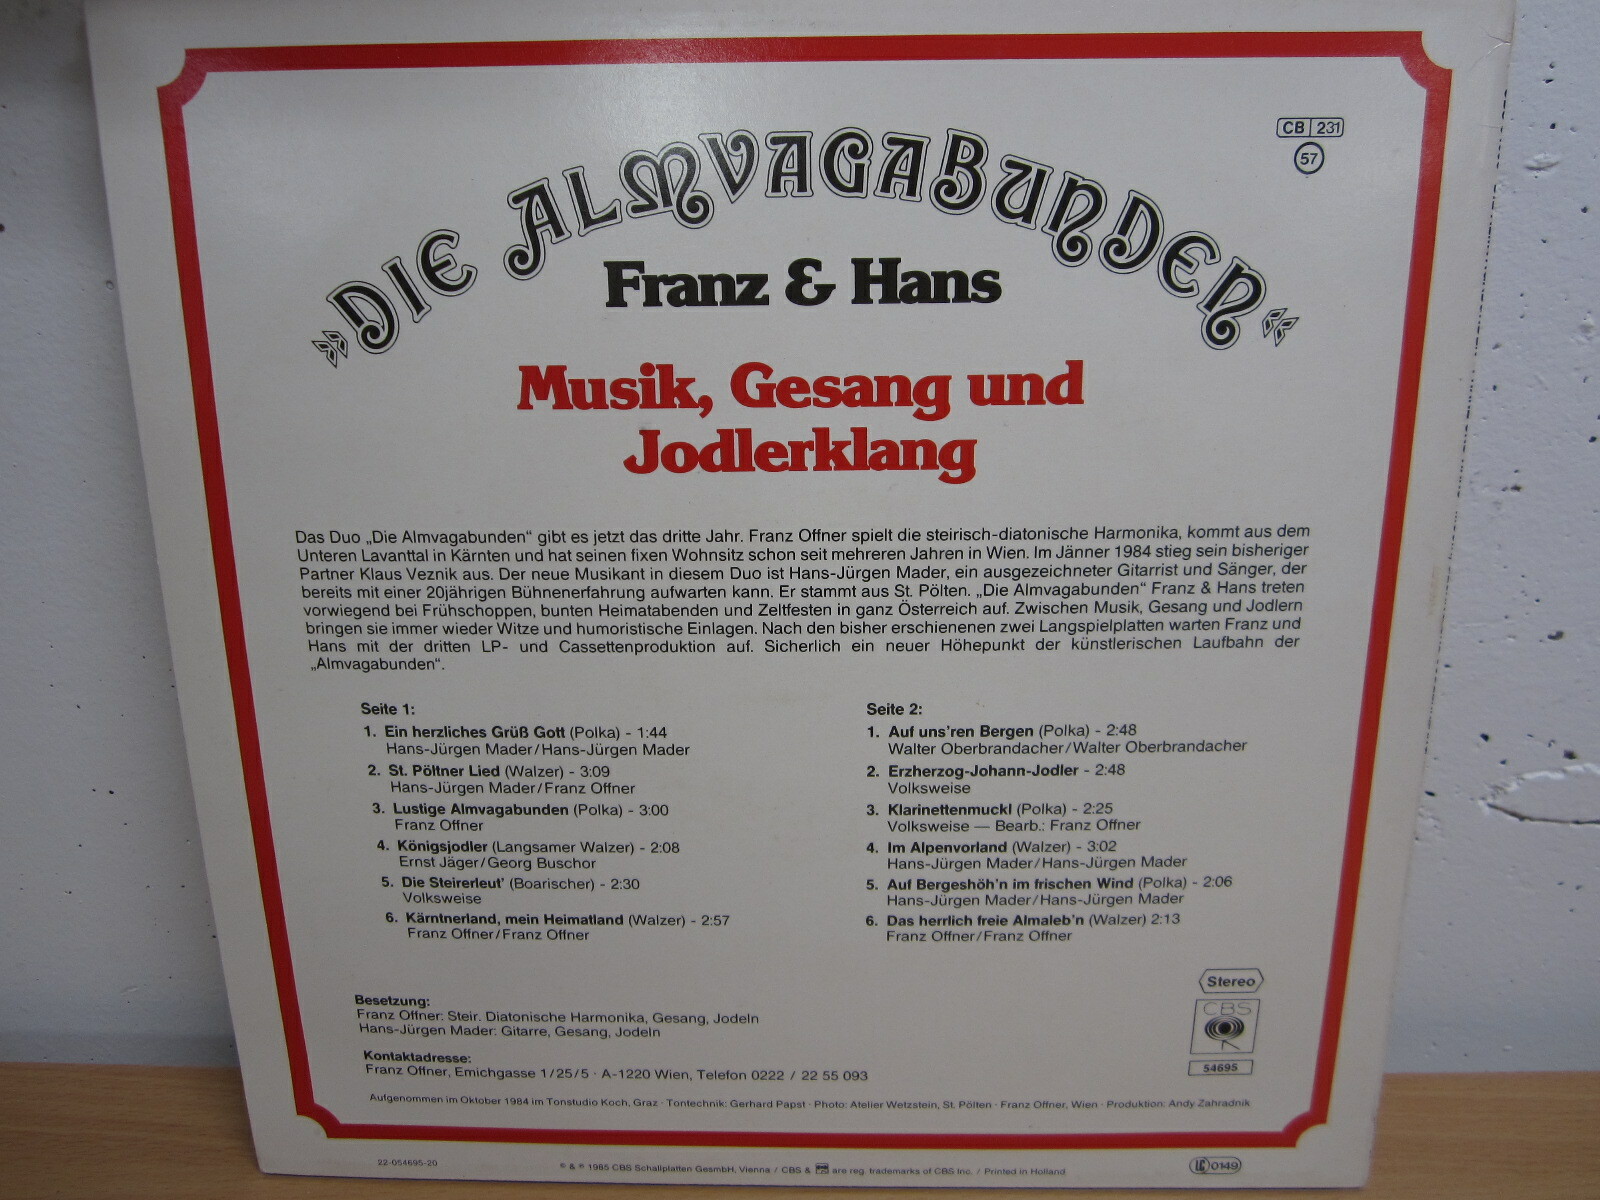 CB 231
57
»DIE ALMVAGABUNDEN«
Franz & Hans
Musik, Gesang und
Jodlerklang
Das Duo „Die Almvagabunden“ gibt es jetzt das dritte Jahr. Franz Offner spielt die steirisch-diatonische Harmonika, kommt aus dem
Unteren Lavanttal in Kärnten und hat seinen fixen Wohnsitz schon seit mehreren Jahren in Wien. Im Jänner 1984 stieg sein bisheriger
Partner Klaus Veznik aus. Der neue Musikant in diesem Duo ist Hans-Jürgen Mader, ein ausgezeichneter Gitarrist und Sänger, der
bereits mit einer 20jährigen Bühnenerfahrung aufwarten kann. Er stammt aus St. Pölten. „Die Almvagabunden“ Franz & Hans treten
vorwiegend bei Frühschoppen, bunten Heimatabenden und Zeltfesten in ganz Österreich auf. Zwischen Musik, Gesang und Jodlern
bringen sie immer wieder Witze und humoristische Einlagen. Nach den bisher erschienenen zwei Langspielplatten warten Franz und
Hans mit der dritten LP- und Cassettenproduktion auf. Sicherlich ein neuer Höhepunkt der künstlerischen Laufbahn der
„Almvagabunden“.
Seite 1:
1. Ein herzliches Grüß Gott (Polka) - 1:44
Hans-Jürgen Mader/Hans-Jürgen Mader
2. St. Pöltner Lied (Walzer) - 3:09
Hans-Jürgen Mader/Franz Offner
3. Lustige Almvagabunden (Polka) - 3:00
Franz Offner
4. Königsjodler (Langsamer Walzer) - 2:08
Ernst Jäger/Georg Buschor
5. Die Steirerleut’ (Boarischer) - 2:30
Volksweise
6. Kärntnerland, mein Heimatland (Walzer) - 2:57
Franz Offner/Franz Offner
Seite 2:
1. Auf uns’ren Bergen (Polka) - 2:48
Walter Oberbrandacher/Walter Oberbrandacher
2. Erzherzog-Johann-Jodler - 2:48
Volksweise
3. Klarinettenmuckl (Polka) - 2:25
Volksweise — Bearb.: Franz Offner
4. Im Alpenvorland (Walzer) - 3:02
Hans-Jürgen Mader/Hans-Jürgen Mader
5. Auf Bergeshöh’n im frischen Wind (Polka) - 2:06
Hans-Jürgen Mader/Hans-Jürgen Mader
6. Das herrlich freie Almaleb’n (Walzer) 2:13
Franz Offner/Franz Offner
Besetzung:
Franz Offner: Steir. Diatonische Harmonika, Gesang, Jodeln
Hans-Jürgen Mader: Gitarre, Gesang, Jodeln
Kontaktadresse:
Franz Offner, Emichgasse 1/25/5 · A-1220 Wien, Telefon 0222 / 22 55 093
Stereo
CBS
54695
Aufgenommen im Oktober 1984 im Tonstudio Koch, Graz · Tontechnik: Gerhard Papst · Photo: Atelier Wetzstein, St. Pölten · Franz Offner, Wien · Produktion: Andy Zahradnik
22-054695-20
℗ & © 1985 CBS Schallplatten GesmbH, Vienna / CBS & are reg. trademarks of CBS Inc. / Printed in Holland
LC 0149